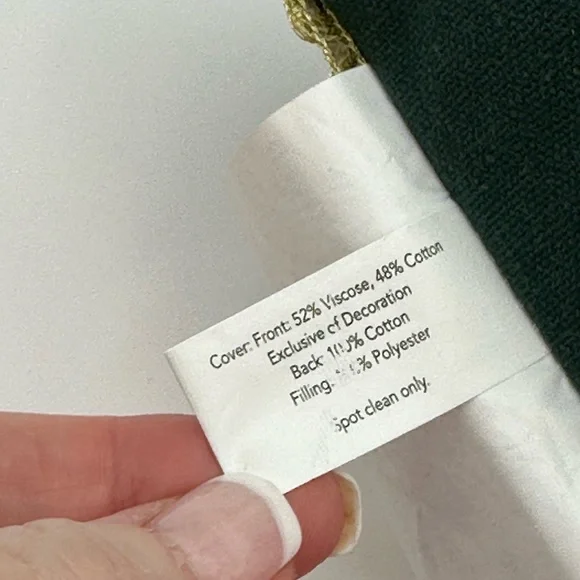 Cover: Front: 52% Viscose, 48% Cotton
Exclusive of Decoration
Back: 100% Cotton
Filling: % Polyester
Spot clean only.